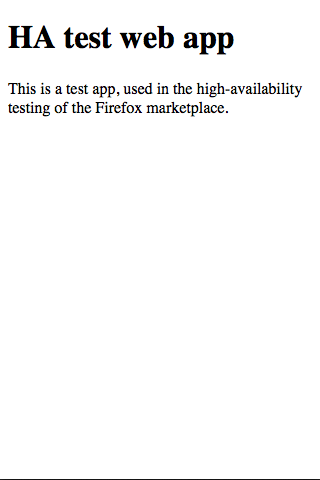 HA test web app
This is a test app, used in the high-availability
testing of the Firefox marketplace.